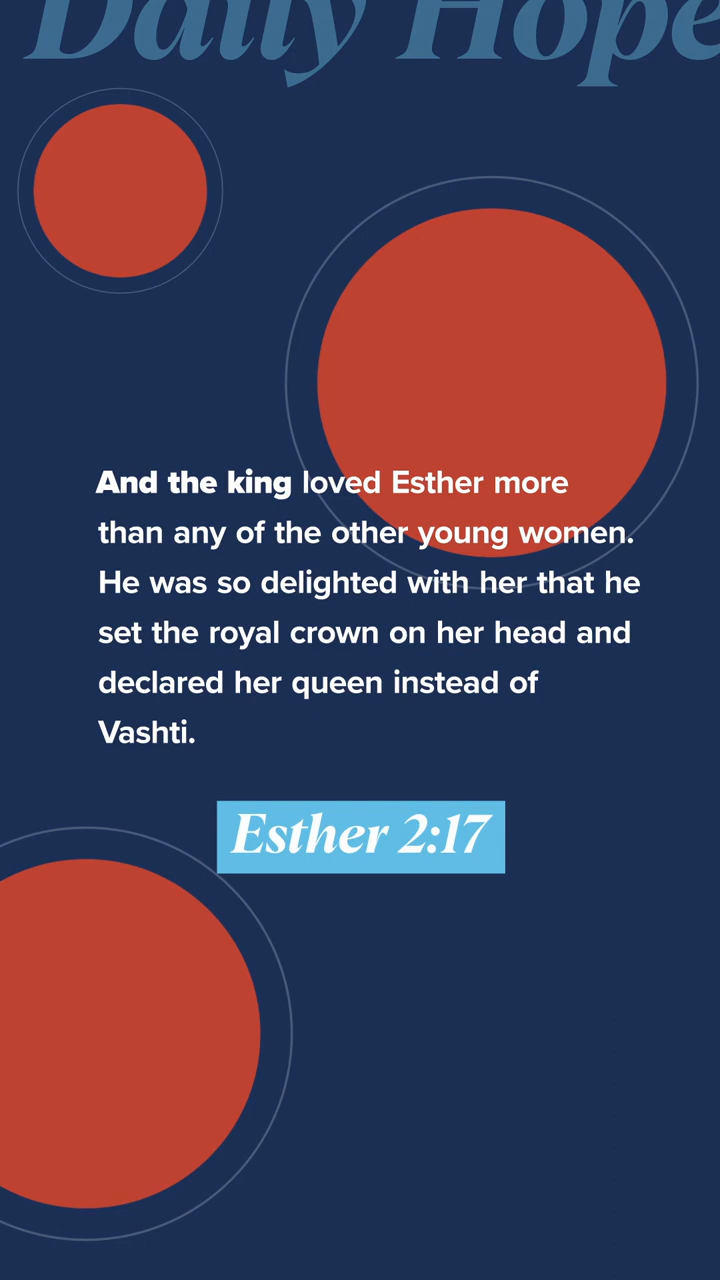 Daily Hope
And the king loved Esther more
than any of the other young women.
He was so delighted with her that he
set the royal crown on her head and
declared her queen instead of
Vashti.
Esther 2:17